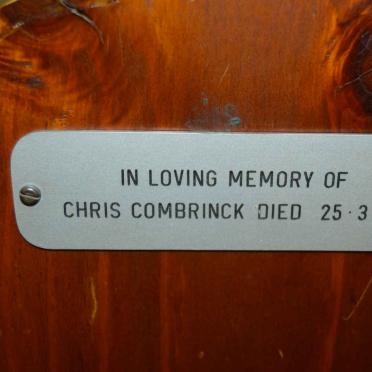 IN LOVING MEMORY OF
CHRIS COMBRINCK DIED 25·3